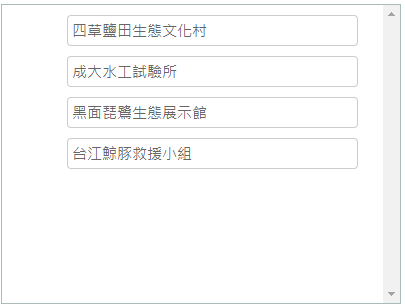 四草鹽田生態文化村
成大水工試驗所
黑面琵鷺生態展示館
台江鯨豚救援小組